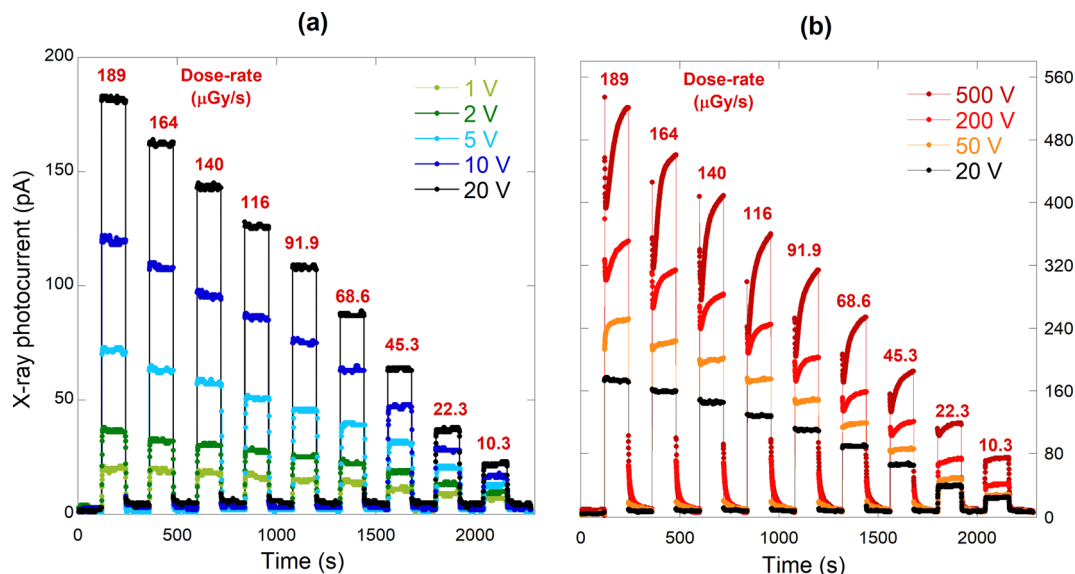 (a)
X-ray photocurrent (pA)
200
150
100
50
0
Dose-rate
(μGy/s)
189
164
140
116
91.9
68.6
45.3
22.3
10.3
1 V
2 V
5 V
10 V
20 V
0
500
1000
1500
2000
Time (s)
(b)
Dose-rate
(μGy/s)
189
164
140
116
91.9
68.6
45.3
22.3
10.3
500 V
200 V
50 V
20 V
560
480
400
320
240
160
80
0
0
500
1000
1500
2000
Time (s)